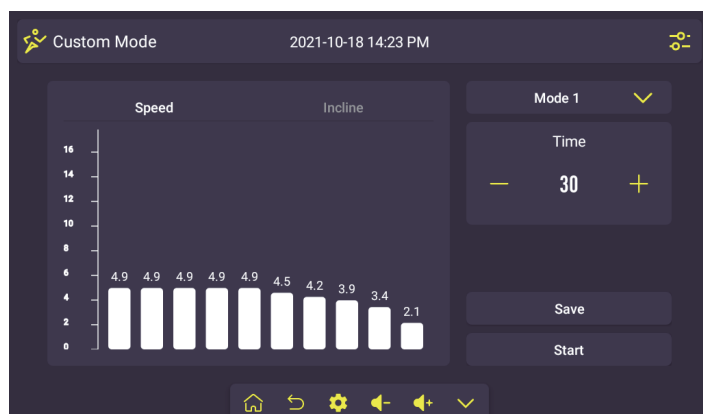 Custom Mode 2021-10-18 14:23 PM
Speed Incline
Mode 1
Time
30
16
14
12
10
8
6
4
2
0
4.9 4.9 4.9 4.9 4.9 4.5 4.2 3.9 3.4 2.1
Save
Start